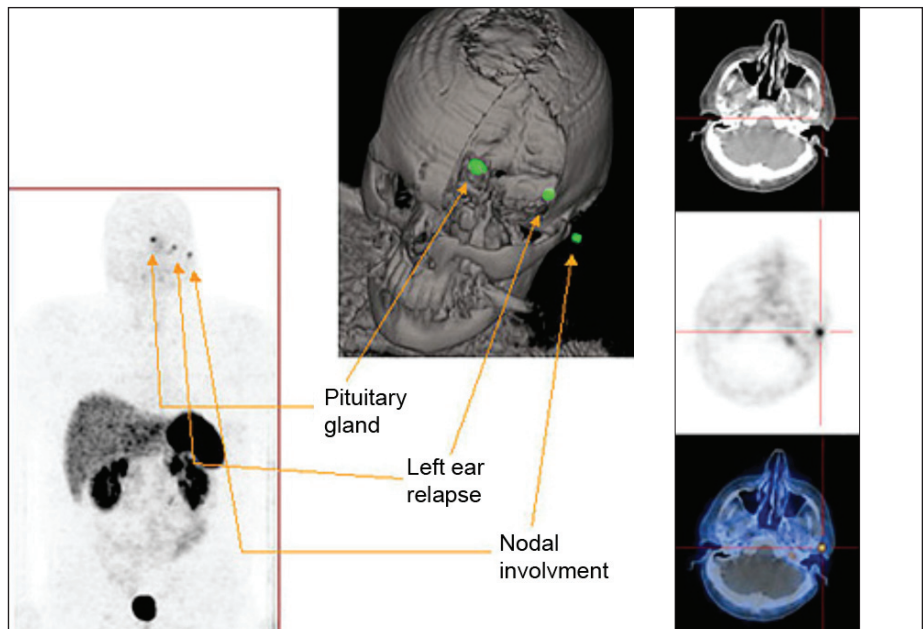 Pituitary
gland
Left ear
relapse
Nodal
involvment